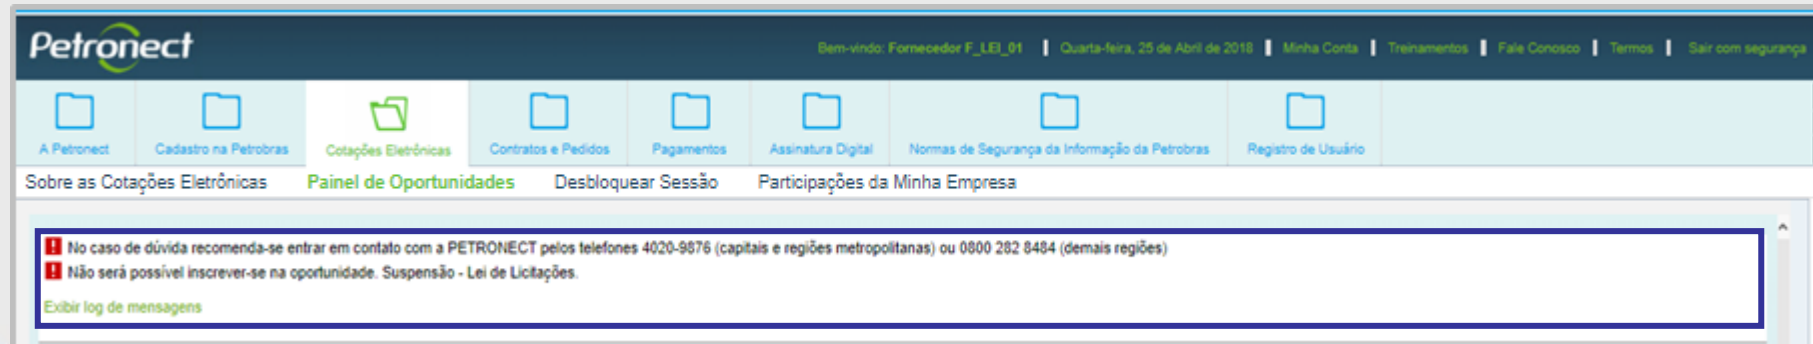 Petronect
Bem-vindo: Fornecedor F_LEI_01 | Quarta-feira, 25 de Abril de 2018 | Minha Conta | Treinamentos | Fale Conosco | Termos | Sair com segurança
A Petronect Cadastro na Petrobras Cotações Eletrônicas Contratos e Pedidos Pagamentos Assinatura Digital Normas de Segurança da Informação da Petrobras Registro de Usuário
Sobre as Cotações Eletrônicas Painel de Oportunidades Desbloquear Sessão Participações da Minha Empresa
! No caso de dúvida recomenda-se entrar em contato com a PETRONECT pelos telefones 4020-9876 (capitais e regiões metropolitanas) ou 0800 282 8484 (demais regiões)
! Não será possível inscrever-se na oportunidade. Suspensão - Lei de Licitações.
Exibir log de mensagens